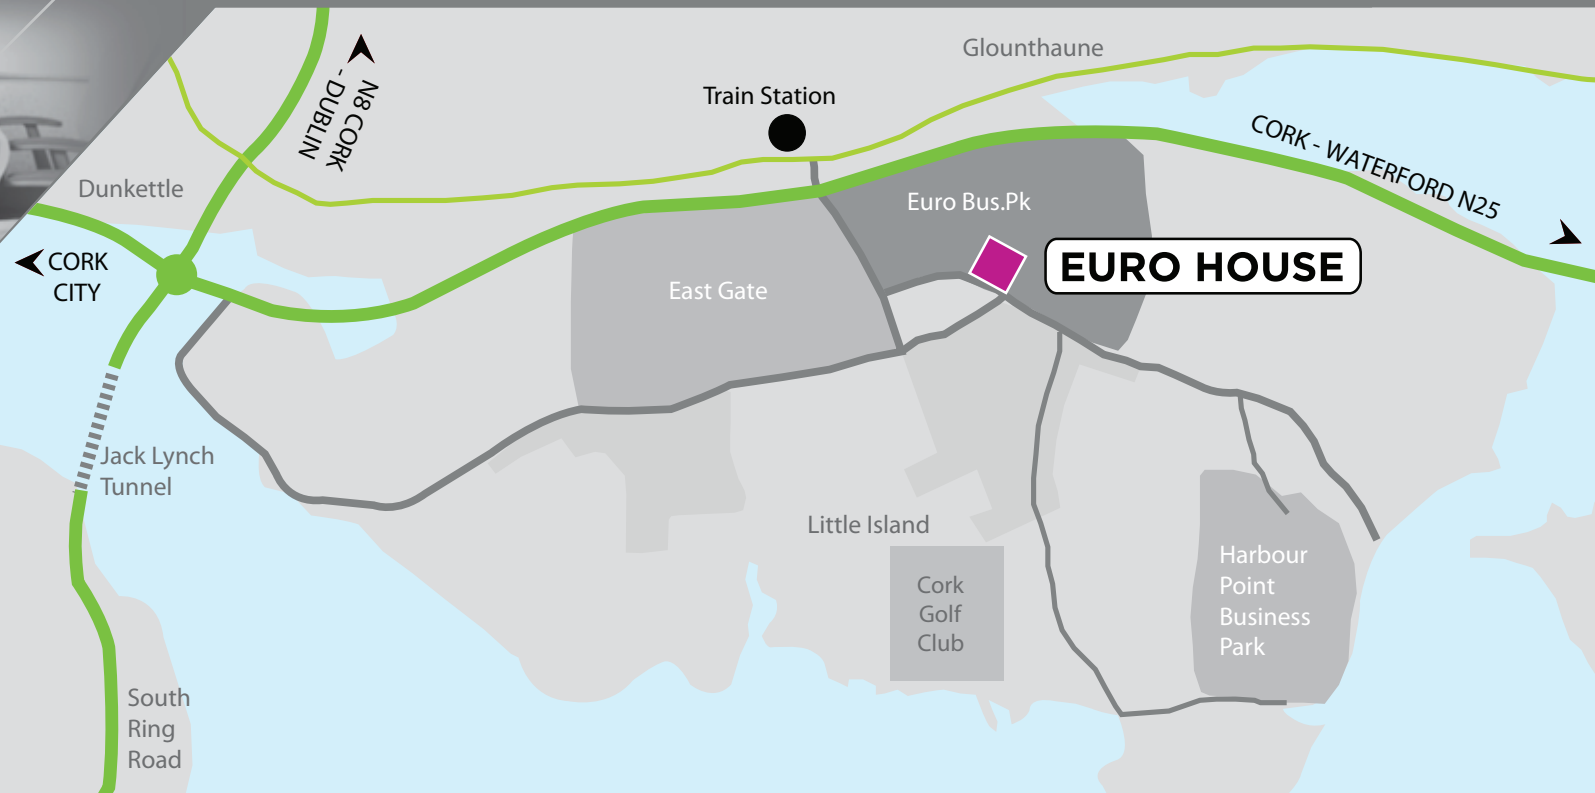 Glounthaune
Train Station
N8 CORK
- DUBLIN
CORK - WATERFORD N25
Dunkettle
Euro Bus.Pk
CORK
CITY
EURO HOUSE
East Gate
Jack Lynch
Tunnel
Little Island
Harbour
Point
Business
Park
Cork
Golf
Club
South
Ring
Road